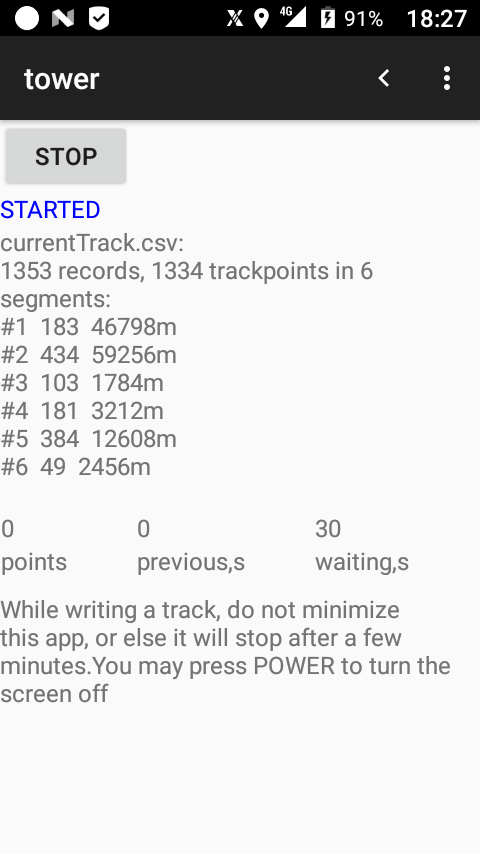 4G 91% 18:27
tower
STOP
STARTED
currentTrack.csv:
1353 records, 1334 trackpoints in 6
segments:
#1 183 46798m
#2 434 59256m
#3 103 1784m
#4 181 3212m
#5 384 12608m
#6 49 2456m
0 0 30
points previous,s waiting,s
While writing a track, do not minimize
this app, or else it will stop after a few
minutes.You may press POWER to turn the
screen off